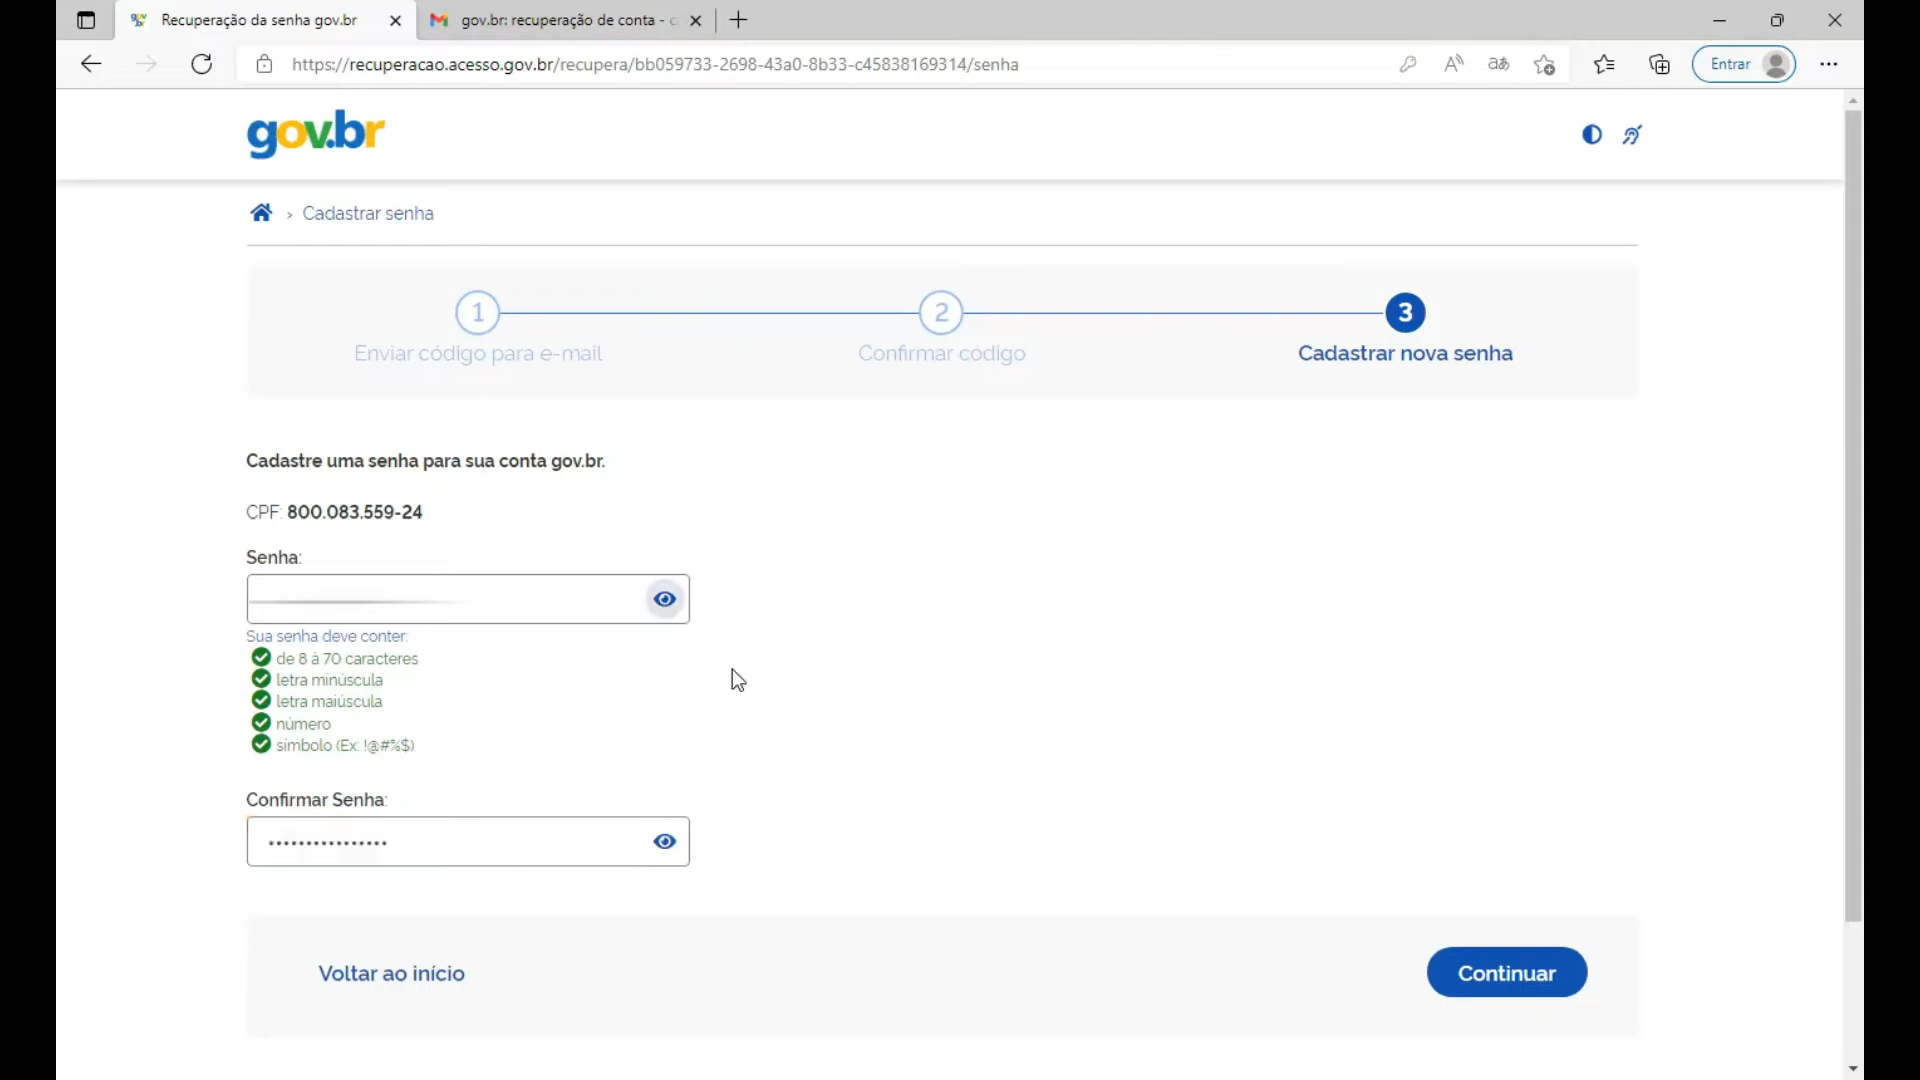 Recuperação da senha gov.br
gov.br: recuperação de conta -
https://recuperacao.acesso.gov.br/recupera/bb059733-2698-43a0-8b33-c45838169314/senha
Entrar
gov.br
Cadastrar senha
1
2
3
Enviar código para e-mail
Confirmar código
Cadastrar nova senha
Cadastre uma senha para sua conta gov.br.
CPF: 800.083.559-24
Senha:
Sua senha deve conter:
de 8 à 70 caracteres
letra minúscula
letra maiúscula
número
símbolo (Ex: !@#%$)
Confirmar Senha:
Voltar ao início
Continuar